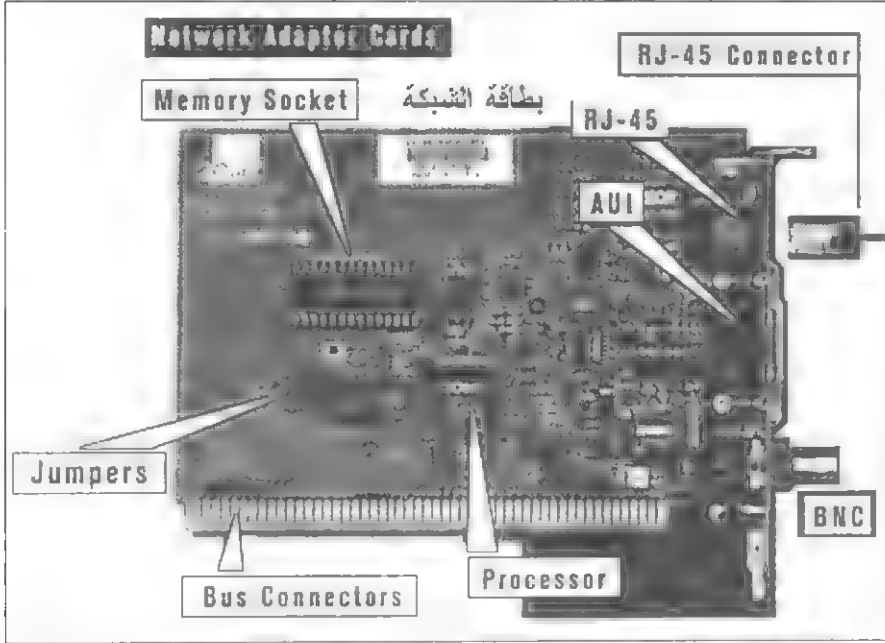 Network Adapter Cards
RJ-45 Connector
Memory Socket
بطاقة الشبكة
RJ-45
AUI
Jumpers
BNC
Bus Connectors
Processor